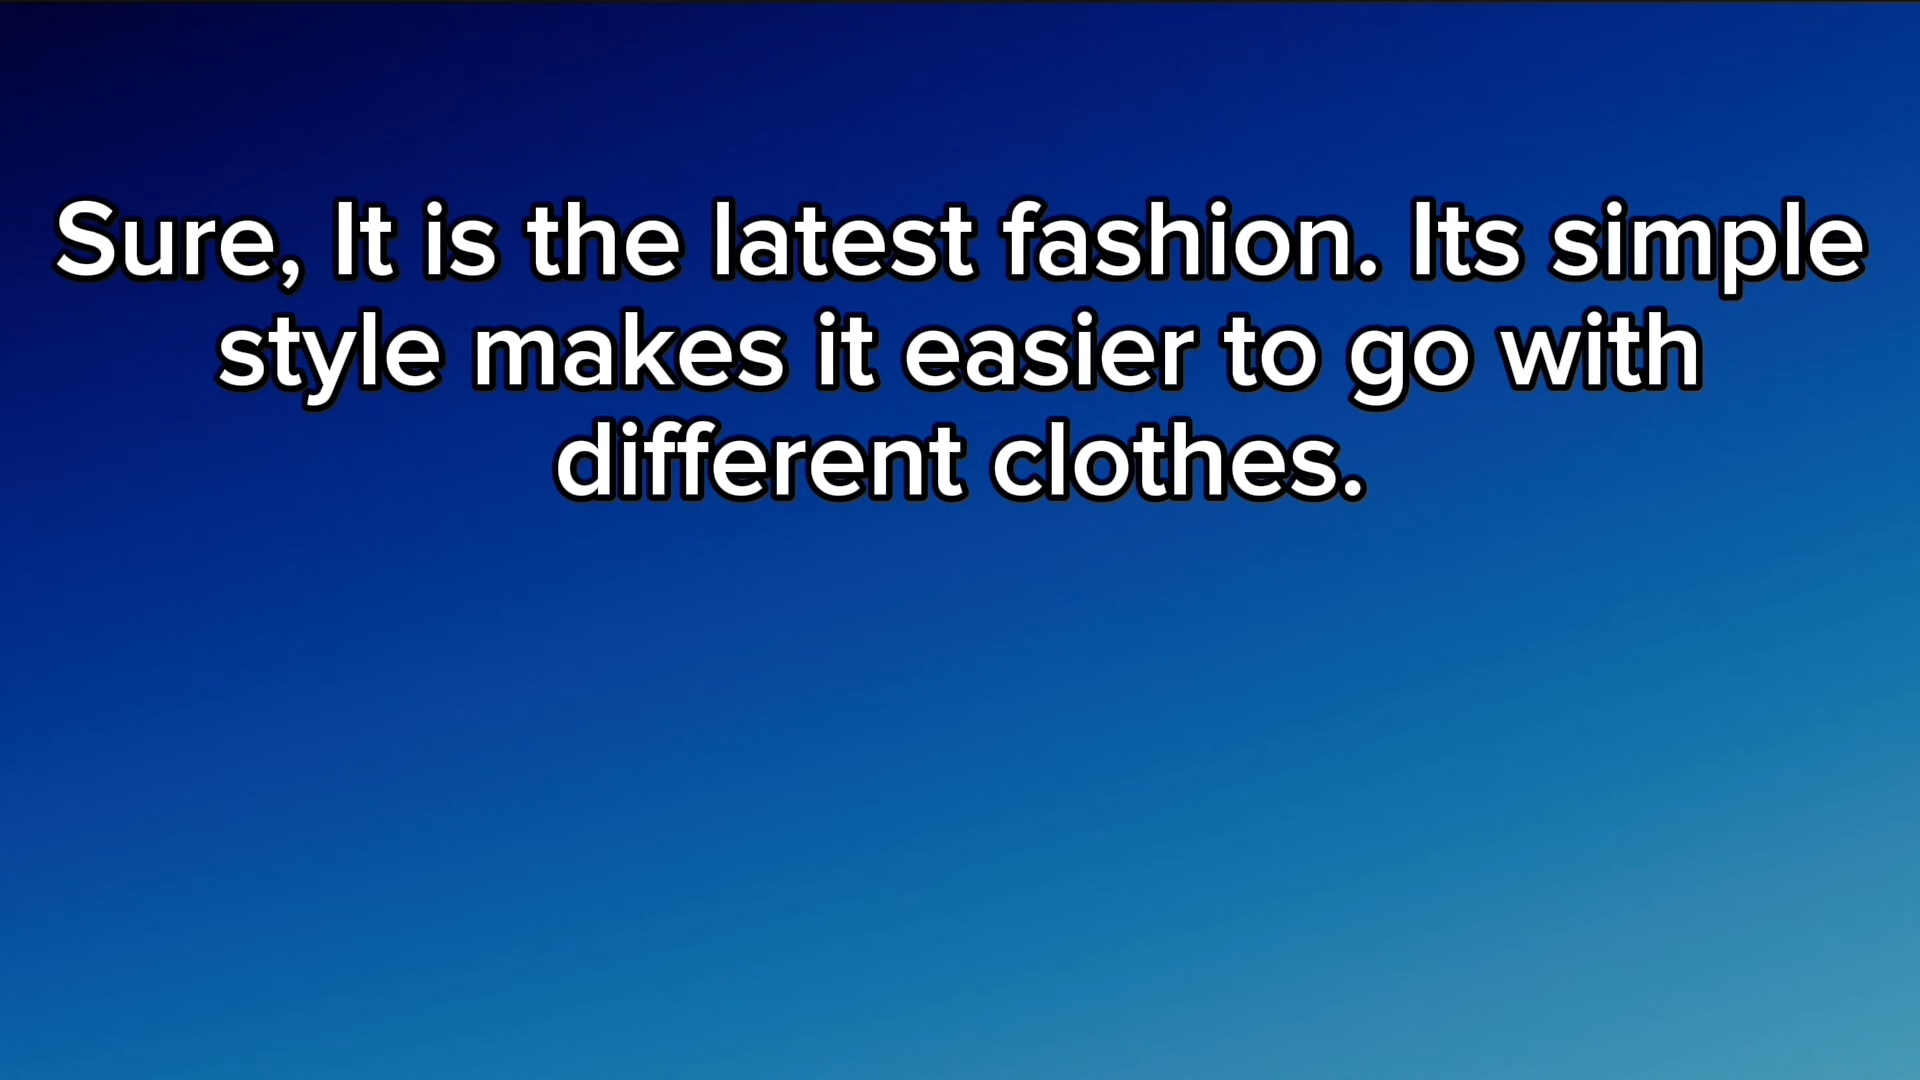 Sure, It is the latest fashion. Its simple
style makes it easier to go with
different clothes.